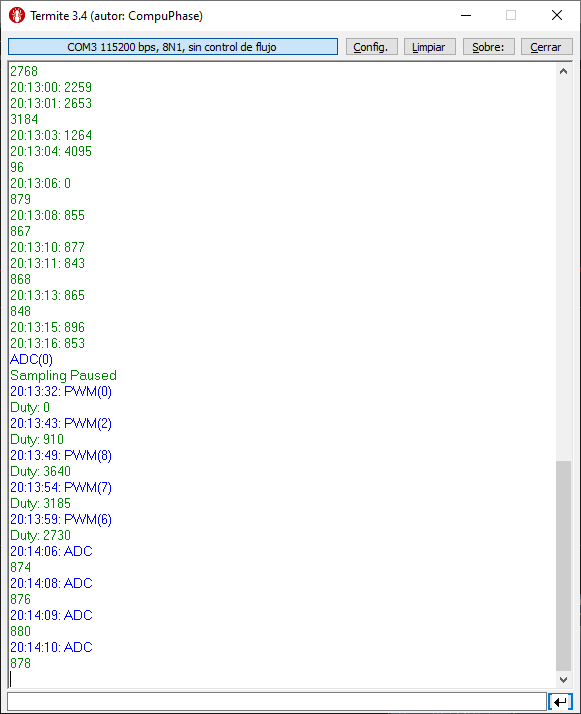 Termite 3.4 (autor: CompuPhase)
COM3 115200 bps, 8N1, sin control de flujo
Config.
Limpiar
Sobre:
Cerrar
2768
20:13:00: 2259
20:13:01: 2653
3184
20:13:03: 1264
20:13:04: 4095
96
20:13:06: 0
879
20:13:08: 855
867
20:13:10: 877
20:13:11: 843
868
20:13:13: 865
848
20:13:15: 896
20:13:16: 853
ADC(0)
Sampling Paused
20:13:32: PWM(0)
Duty: 0
20:13:43: PWM(2)
Duty: 910
20:13:49: PWM(8)
Duty: 3640
20:13:54: PWM(7)
Duty: 3185
20:13:59: PWM(6)
Duty: 2730
20:14:06: ADC
874
20:14:08: ADC
876
20:14:09: ADC
880
20:14:10: ADC
878